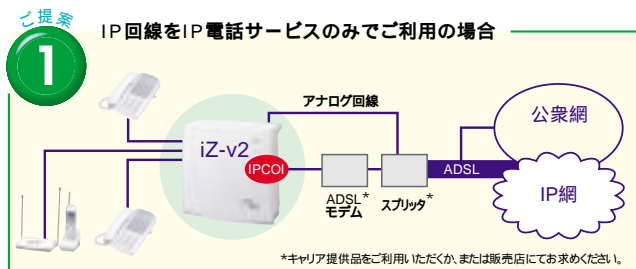 ご提案
1
IP回線をIP電話サービスのみでご利用の場合
アナログ回線
公衆網
iZ-v2
IPCOI
ADSL
ADSL*
モデム
スプリッタ*
IP網
*キャリア提供品をご利用いただくか、または販売店にてお求めください。